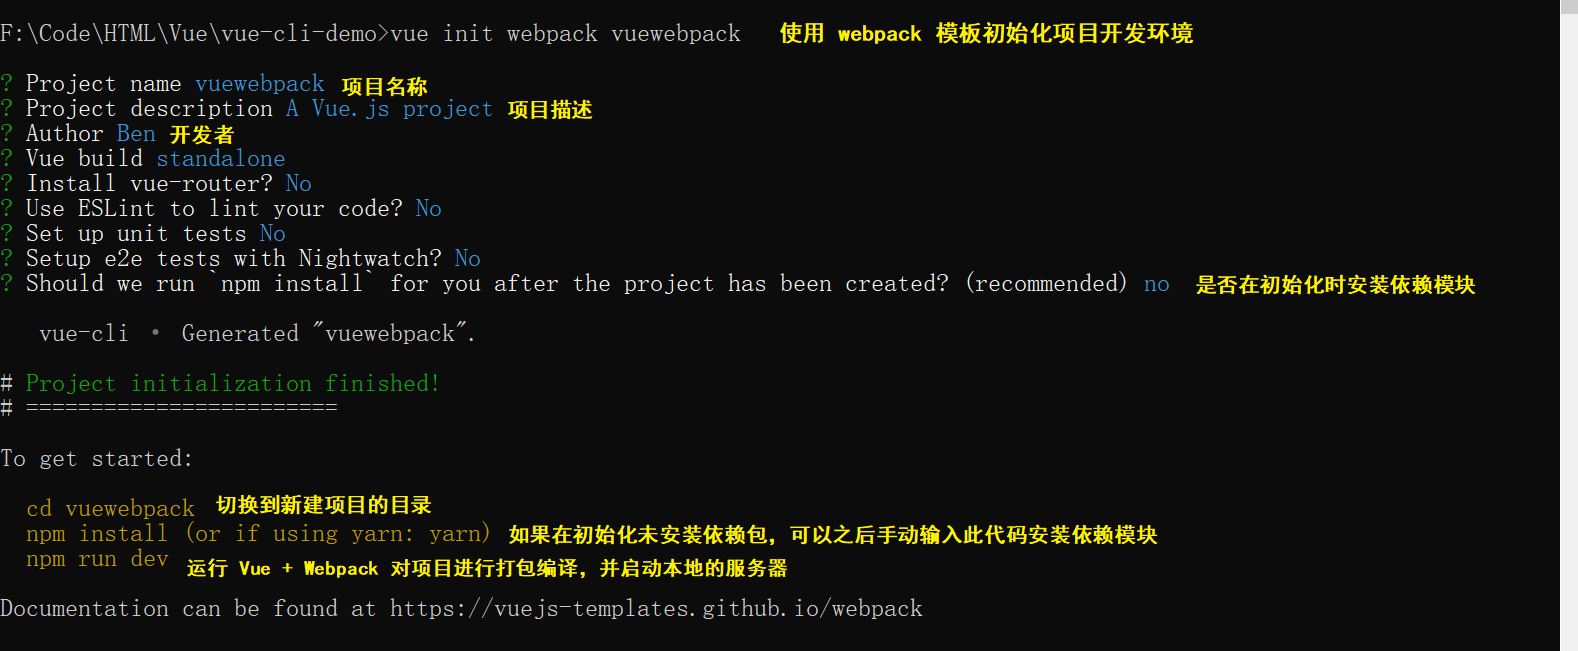 F:\Code\HTML\Vue\vue-cli-demo>vue init webpack vuewebpack 使用 webpack 模板初始化项目开发环境
? Project name vuewebpack 项目名称
? Project description A Vue.js project 项目描述
? Author Ben 开发者
? Vue build standalone
? Install vue-router? No
? Use ESLint to lint your code? No
? Set up unit tests No
? Setup e2e tests with Nightwatch? No
? Should we run `npm install` for you after the project has been created? (recommended) no 是否在初始化时安装依赖模块
vue-cli · Generated "vuewebpack".
# Project initialization finished!
# ========================
To get started:
cd vuewebpack 切换到新建项目的目录
npm install (or if using yarn: yarn) 如果在初始化未安装依赖包，可以之后手动输入此代码安装依赖模块
npm run dev 运行 Vue + Webpack 对项目进行打包编译，并启动本地的服务器
Documentation can be found at https://vuejs-templates.github.io/webpack